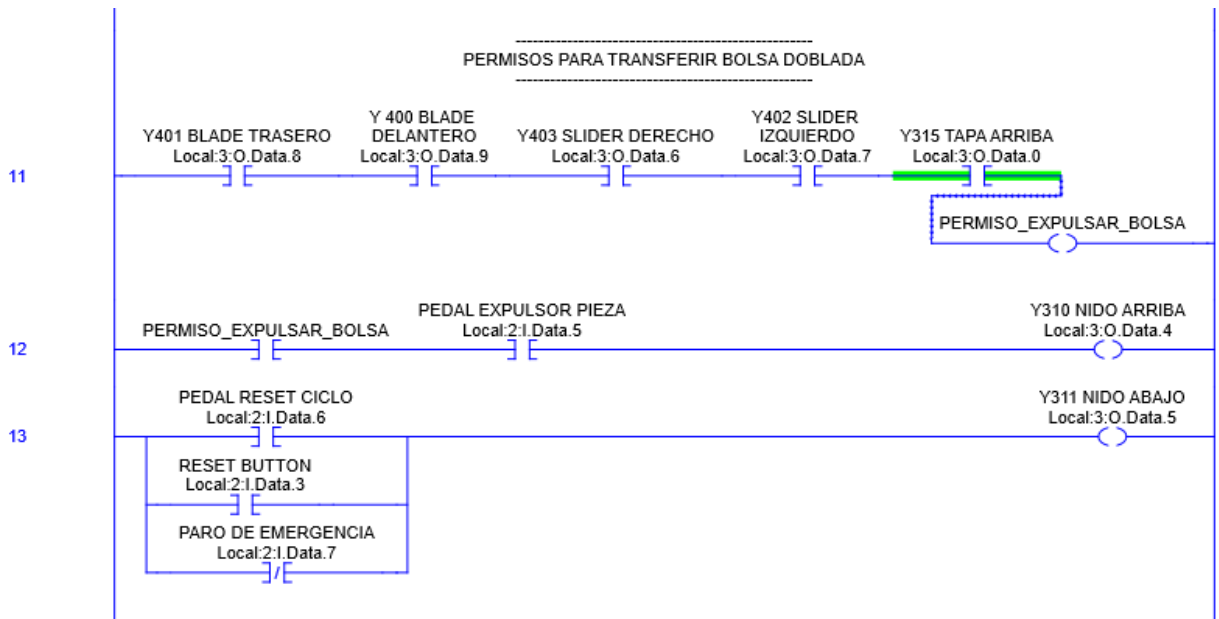 --------------------------------------------------
PERMISOS PARA TRANSFERIR BOLSA DOBLADA
--------------------------------------------------
Y401 BLADE TRASERO
Local:3:O.Data.8
Y 400 BLADE
DELANTERO
Local:3:O.Data.9
Y403 SLIDER DERECHO
Local:3:O.Data.6
Y402 SLIDER
IZQUIERDO
Local:3:O.Data.7
Y315 TAPA ARRIBA
Local:3:O.Data.0
11
PERMISO_EXPULSAR_BOLSA
PERMISO_EXPULSAR_BOLSA
PEDAL EXPULSOR PIEZA
Local:2:I.Data.5
Y310 NIDO ARRIBA
Local:3:O.Data.4
12
PEDAL RESET CICLO
Local:2:I.Data.6
Y311 NIDO ABAJO
Local:3:O.Data.5
13
RESET BUTTON
Local:2:I.Data.3
PARO DE EMERGENCIA
Local:2:I.Data.7